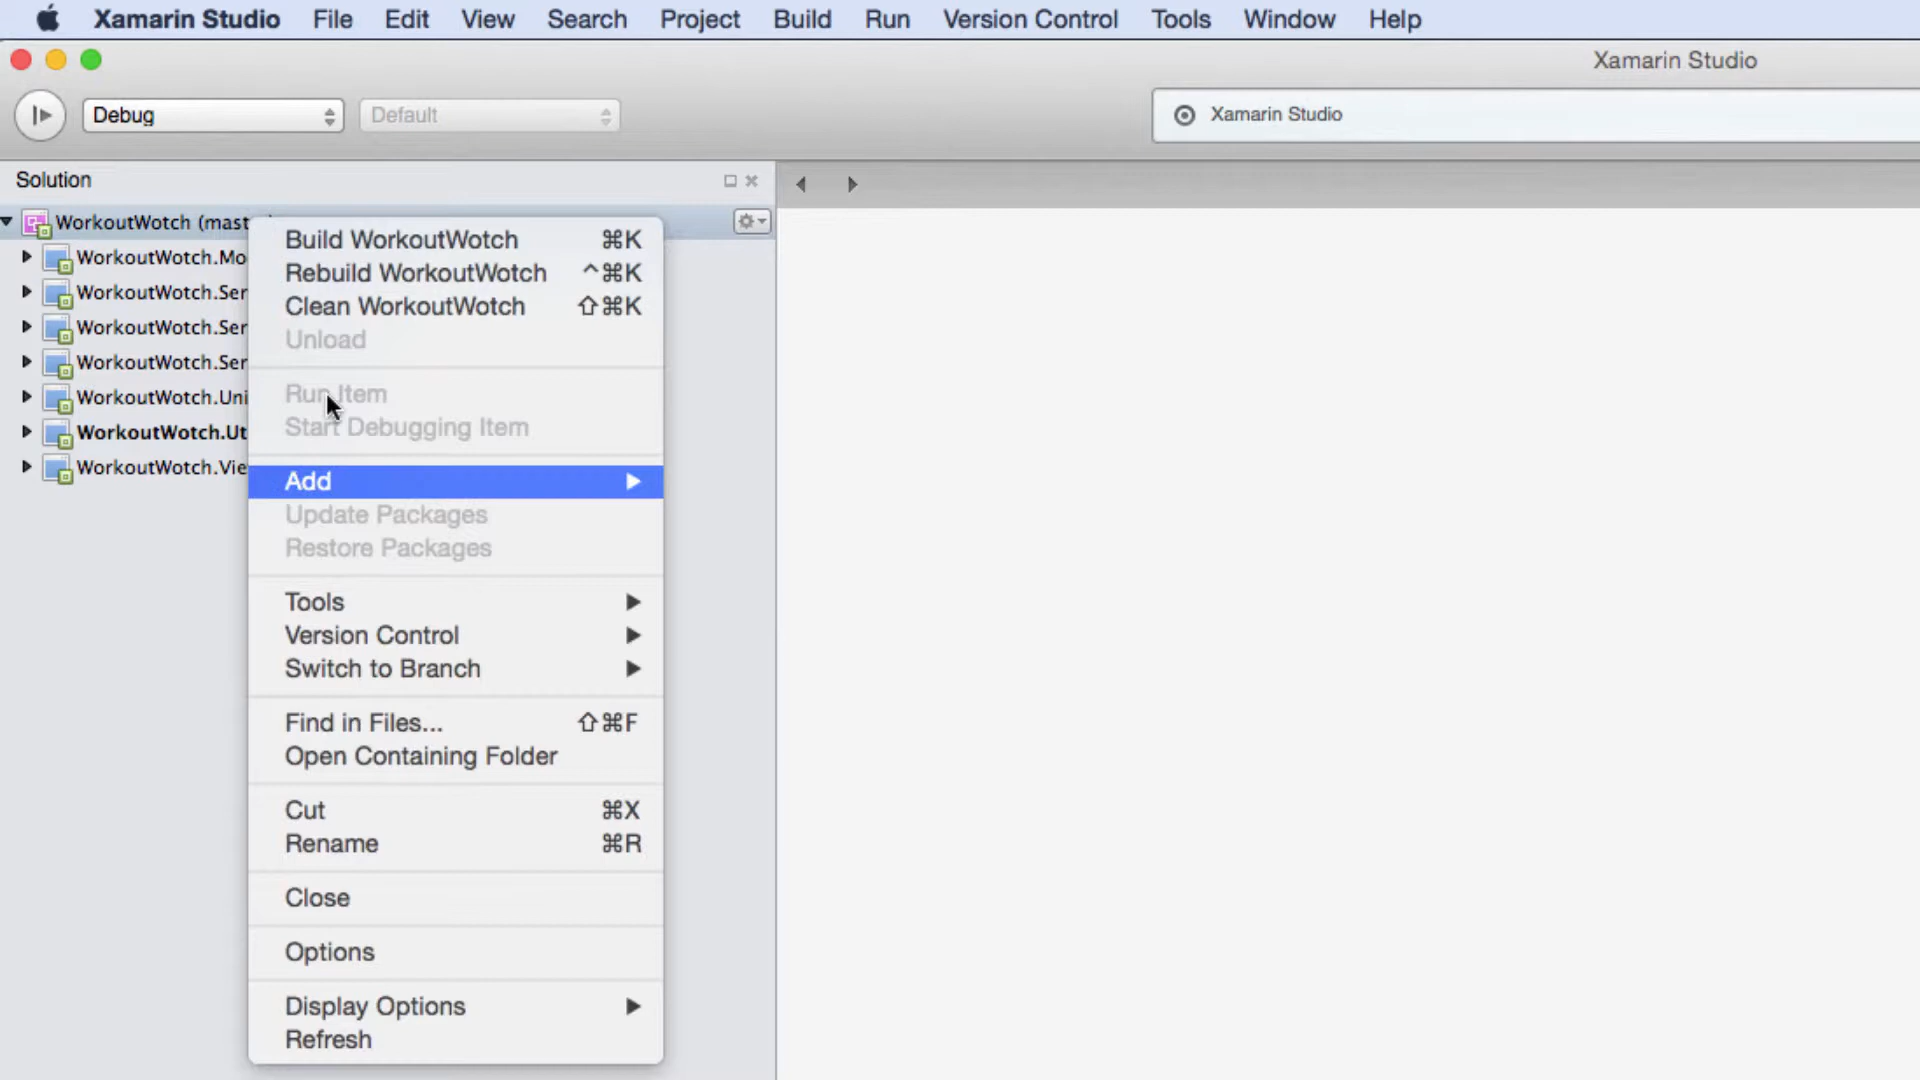 Xamarin Studio File Edit View Search Project Build Run Version Control Tools Window Help
Xamarin Studio
Debug Default Xamarin Studio
Solution
WorkoutWotch (mast
WorkoutWotch.Mo
WorkoutWotch.Ser
WorkoutWotch.Ser
WorkoutWotch.Ser
WorkoutWotch.Uni
WorkoutWotch.Ut
WorkoutWotch.Vie
Build WorkoutWotch ⌘K
Rebuild WorkoutWotch ^⌘K
Clean WorkoutWotch ⇧⌘K
Unload
Run Item
Start Debugging Item
Add
Update Packages
Restore Packages
Tools
Version Control
Switch to Branch
Find in Files... ⇧⌘F
Open Containing Folder
Cut ⌘X
Rename ⌘R
Close
Options
Display Options
Refresh